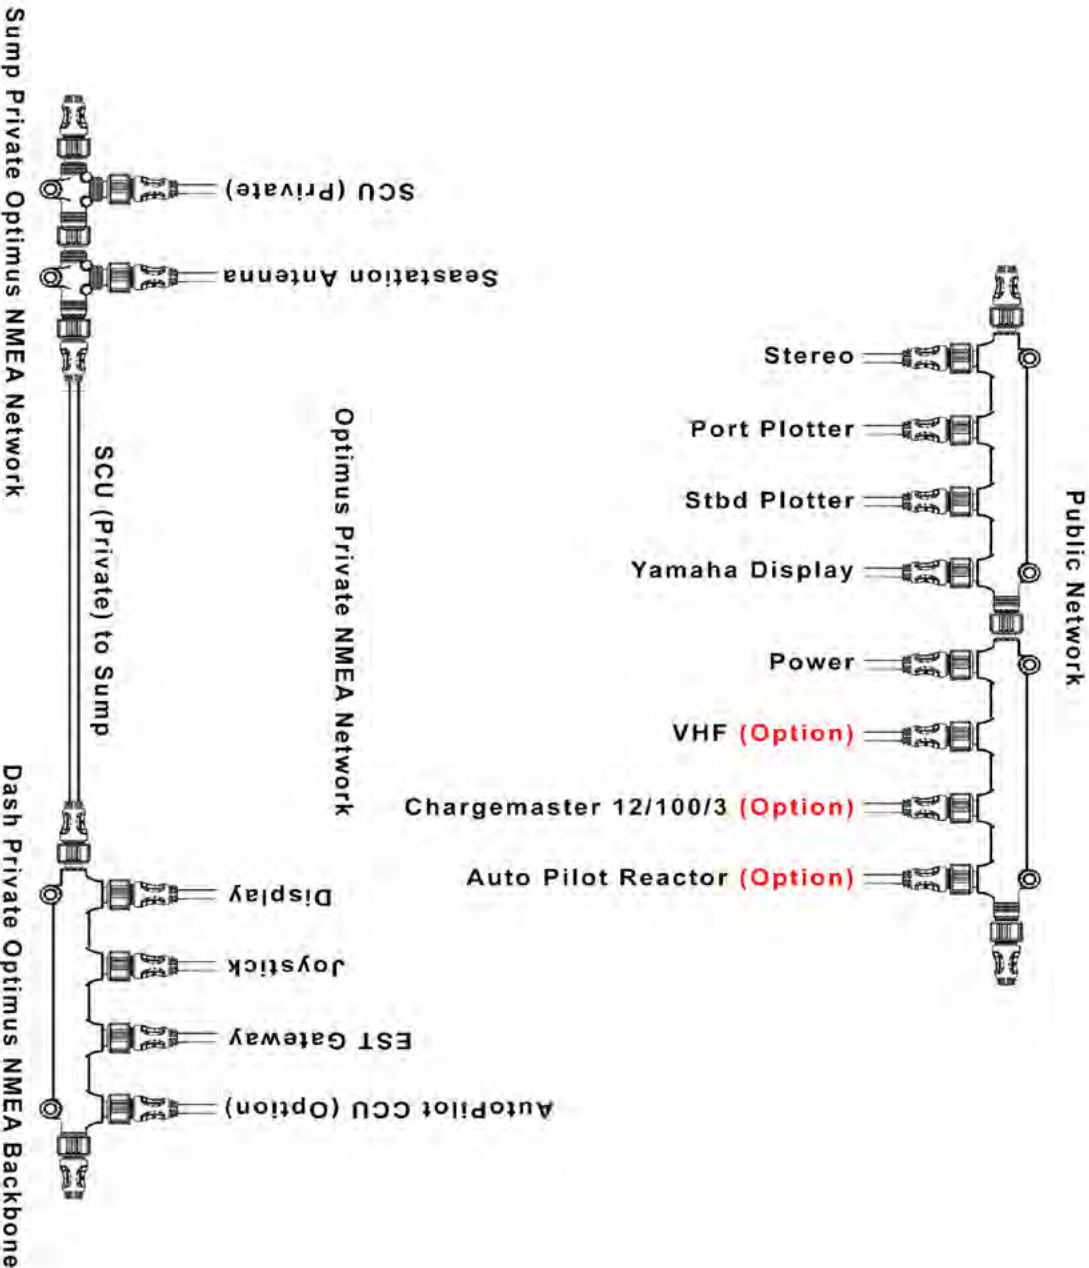 Sump Private Optimus NMEA Network
SCU (Private)
Seastation Antenna
SCU (Private) to Sump
Optimus Private NMEA Network
Dash Private Optimus NMEA Backbone
Display
Joystick
EST Gateway
AutoPilot CCU (Option)
Public Network
Stereo
Port Plotter
Stbd Plotter
Yamaha Display
Power
VHF (Option)
Chargemaster 12/100/3 (Option)
Auto Pilot Reactor (Option)